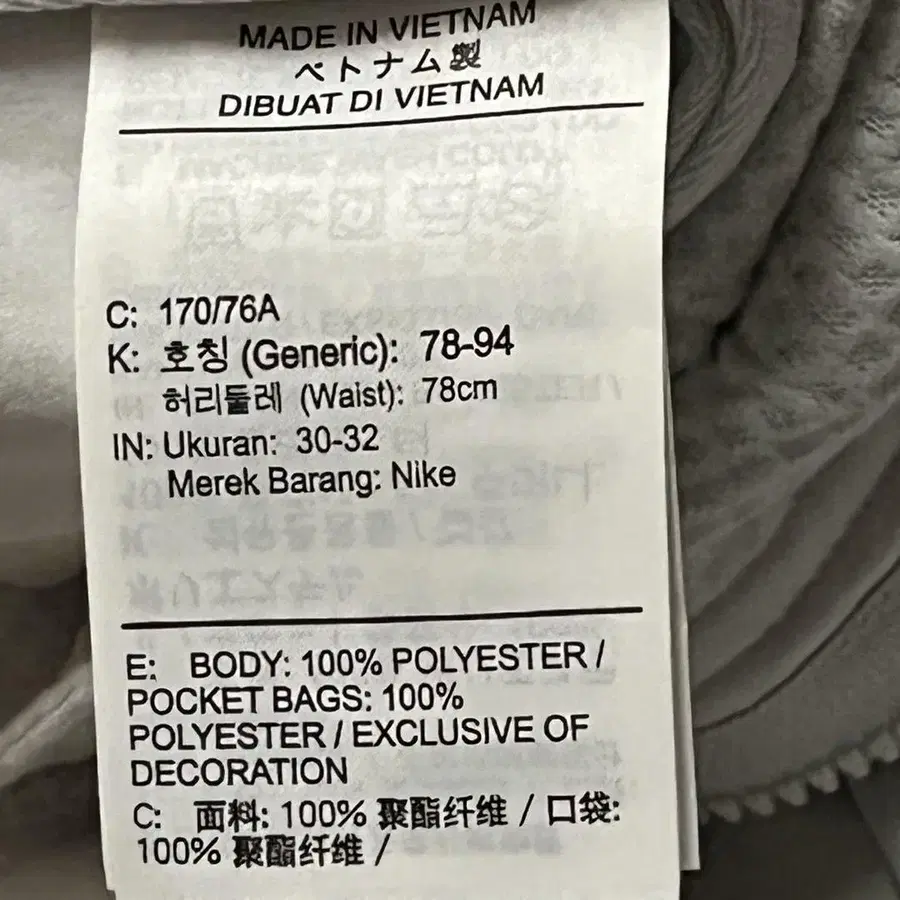 MADE IN VIETNAM
ベトナム製
DIBUAT DI VIETNAM
C: 170/76A
K: 호칭 (Generic): 78-94
허리둘레 (Waist): 78cm
IN: Ukuran: 30-32
Merek Barang: Nike
E: BODY: 100% POLYESTER /
POCKET BAGS: 100%
POLYESTER / EXCLUSIVE OF
DECORATION
C: 面料: 100% 聚酯纤维 / 口袋:
100% 聚酯纤维 /